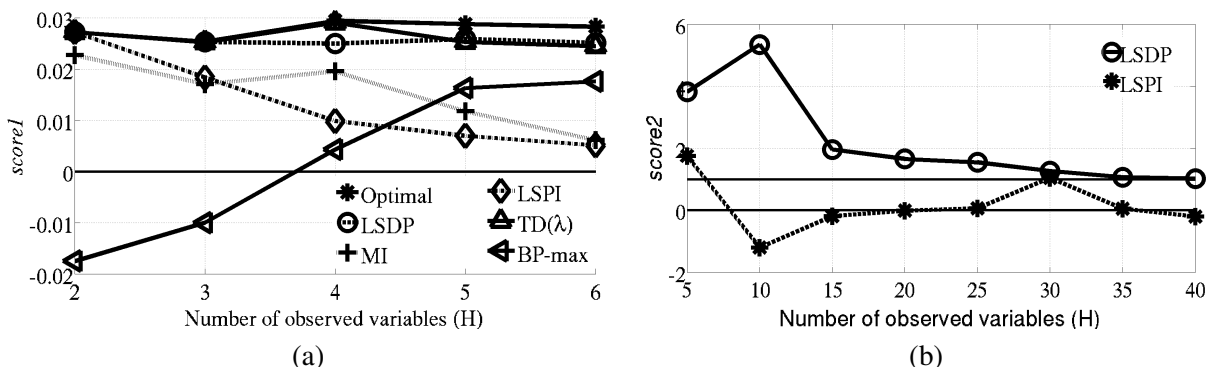 0.03
0.02
0.01
0
-0.01
-0.02
score1
Optimal
LSDP
MI
LSPI
TD(λ)
BP-max
2 3 4 5 6
Number of observed variables (H)
(a)
6
2
0
-2
score2
LSDP
LSPI
5 10 15 20 25 30 35 40
Number of observed variables (H)
(b)